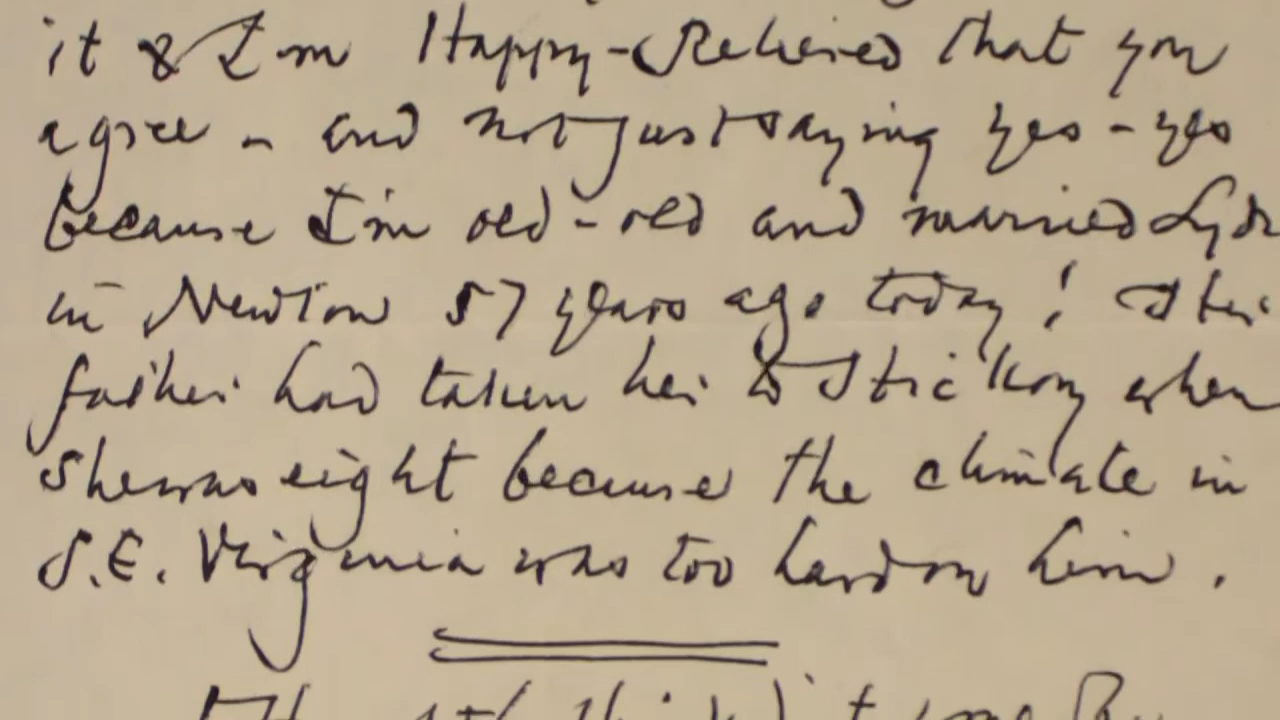 it & I'm Happy-Relieved that you
agree - and not just saying yes-yes
because I'm old-old and married Lyd
in Newton 57 years ago today! Her
father had taken her to Hickory when
she was eight because the climate in
S.E. Virginia was too hard on him.